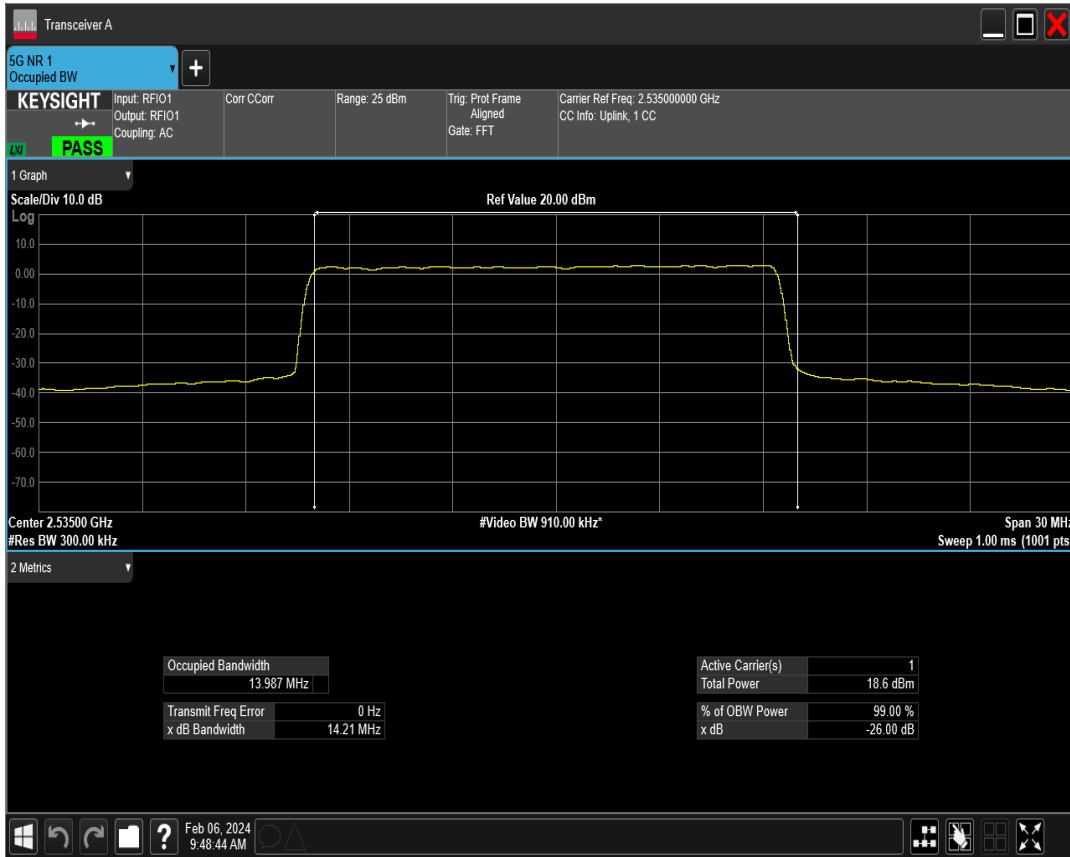 Transceiver A
5G NR 1
Occupied BW
KEYSIGHT
LXI
PASS
Input: RFIO1
Output: RFIO1
Coupling: AC
Corr CCorr
Range: 25 dBm
Trig: Prot Frame
Aligned
Gate: FFT
Carrier Ref Freq: 2.535000000 GHz
CC Info: Uplink, 1 CC
1 Graph
Scale/Div 10.0 dB
Ref Value 20.00 dBm
Log
10.0
0.00
-10.0
-20.0
-30.0
-40.0
-50.0
-60.0
-70.0
Center 2.53500 GHz
#Video BW 910.00 kHz*
Span 30 MHz
#Res BW 300.00 kHz
Sweep 1.00 ms (1001 pts
2 Metrics
Occupied Bandwidth
13.987 MHz
Transmit Freq Error 0 Hz
x dB Bandwidth 14.21 MHz
Active Carrier(s) 1
Total Power 18.6 dBm
% of OBW Power 99.00 %
x dB -26.00 dB
?
Feb 06, 2024
9:48:44 AM